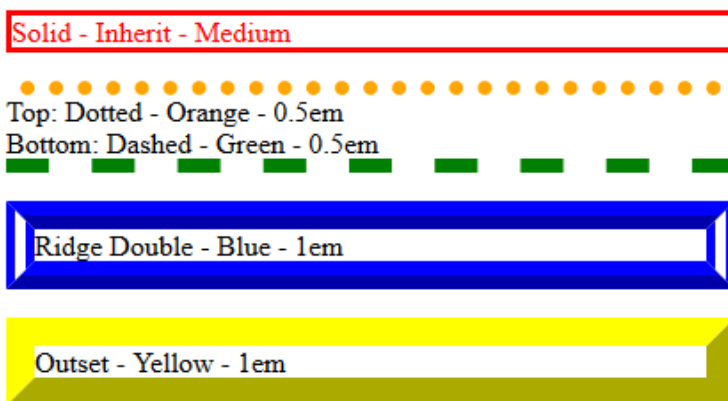 Solid - Inherit - Medium
Top: Dotted - Orange - 0.5em
Bottom: Dashed - Green - 0.5em
Ridge Double - Blue - 1em
Outset - Yellow - 1em